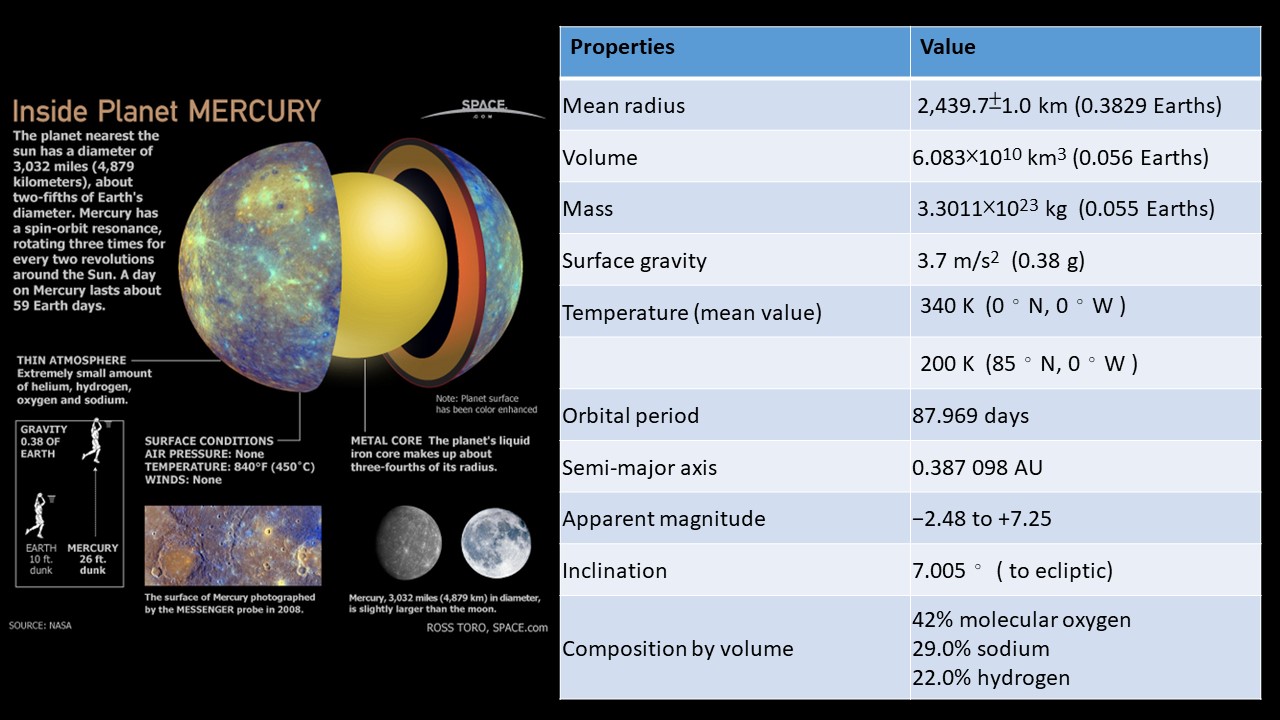 Inside Planet MERCURY
SPACE
.COM
The planet nearest the
sun has a diameter of
3,032 miles (4,879
kilometers), about
two-fifths of Earth's
diameter. Mercury has
a spin-orbit resonance,
rotating three times for
every two revolutions
around the Sun. A day
on Mercury lasts about
59 Earth days.
THIN ATMOSPHERE
Extremely small amount
of helium, hydrogen,
oxygen and sodium.
Note: Planet surface
has been color enhanced
GRAVITY
0.38 OF
EARTH
EARTH
10 ft.
dunk
MERCURY
26 ft.
dunk
SURFACE CONDITIONS
AIR PRESSURE: None
TEMPERATURE: 840°F (450°C)
WINDS: None
METAL CORE The planet's liquid
iron core makes up about
three-fourths of its radius.
The surface of Mercury photographed
by the MESSENGER probe in 2008.
Mercury, 3,032 miles (4,879 km) in diameter,
is slightly larger than the moon.
SOURCE: NASA
ROSS TORO, SPACE.com
Properties Value
Mean radius 2,439.7±1.0 km (0.3829 Earths)
Volume 6.083×10¹⁰ km³ (0.056 Earths)
Mass 3.3011×10²³ kg (0.055 Earths)
Surface gravity 3.7 m/s² (0.38 g)
Temperature (mean value) 340 K (0 ° N, 0 ° W )
200 K (85 ° N, 0 ° W )
Orbital period 87.969 days
Semi-major axis 0.387 098 AU
Apparent magnitude −2.48 to +7.25
Inclination 7.005 ° ( to ecliptic)
Composition by volume
42% molecular oxygen
29.0% sodium
22.0% hydrogen